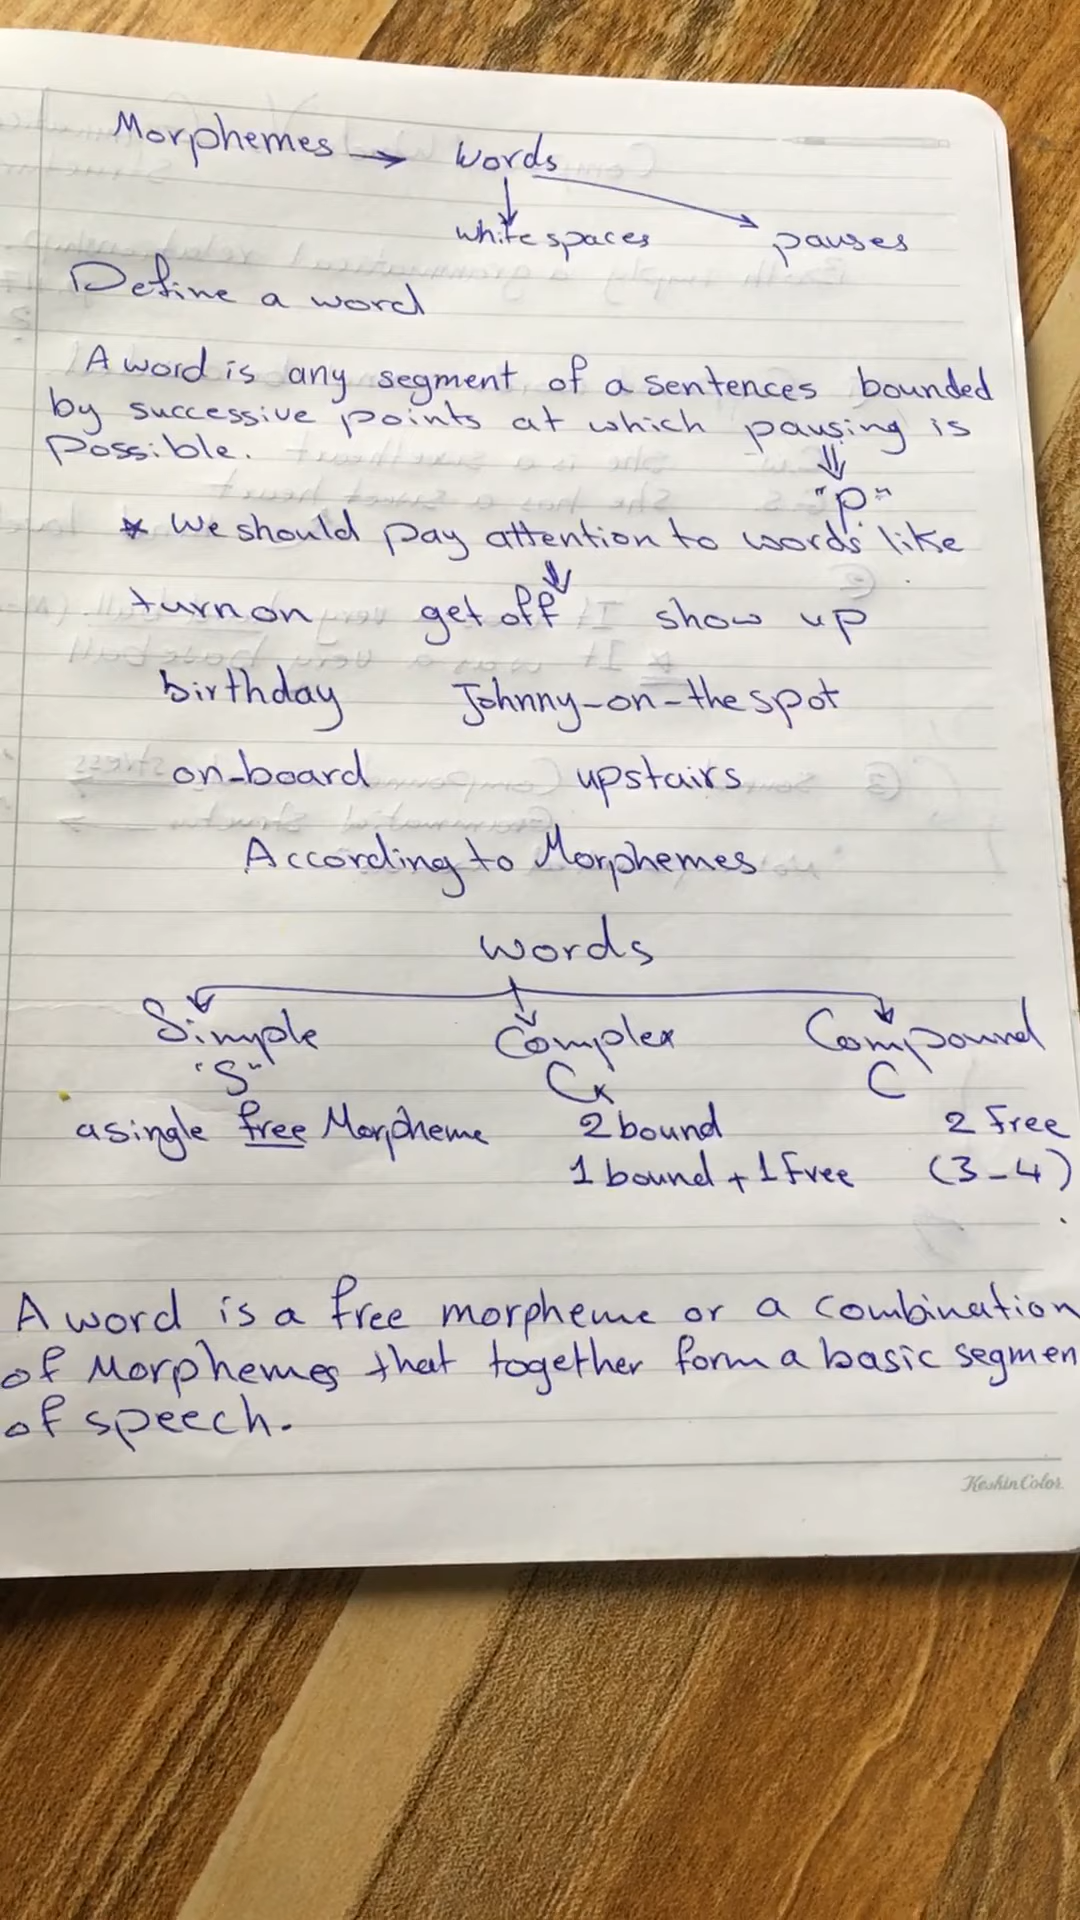 Morphemes → Words
white spaces pauses
Define a word
A word is any segment of a sentences bounded
by successive points at which pausing is
possible.
"p"
* We should pay attention to words like
turn on get off show up
birthday Johnny-on-the spot
on-board upstairs
According to Morphemes
words
Simple Complex Compound
"S" Cx C
a single free Morpheme 2 bound 2 Free
1 bound + 1 Free (3-4)
A word is a free morpheme or a combination
of Morphemes that together form a basic segmen
of speech.
KeshinColor